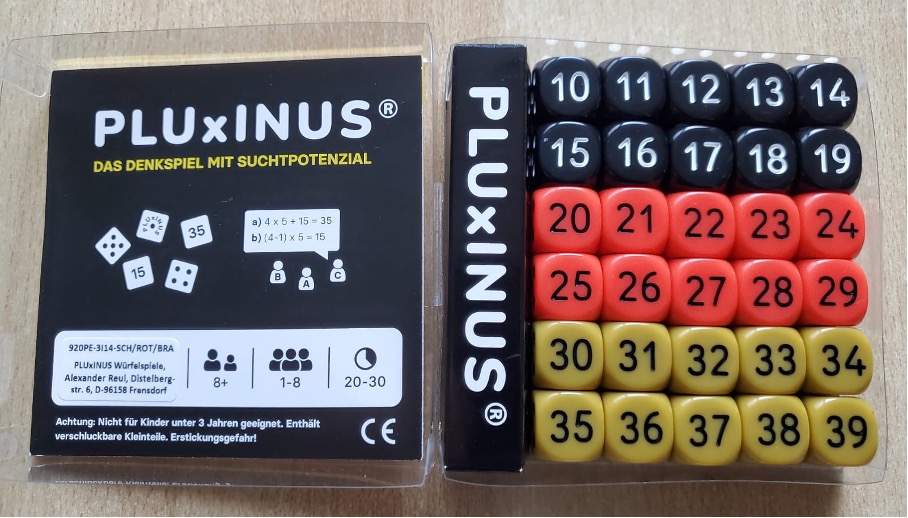 PLUxINUS®
DAS DENKSPIEL MIT SUCHTPOTENZIAL
PLUxINUS
35
15
a) 4 x 5 + 15 = 35
b) (4-1) x 5 = 15
B A C
920PE-3I14-SCH/ROT/BRA
PLUxINUS Würfelspiele,
Alexander Reul, Distelberg-
str. 6, D-96158 Frensdorf
8+
1-8
20-30
Achtung: Nicht für Kinder unter 3 Jahren geeignet. Enthält
verschluckbare Kleinteile. Erstickungsgefahr!
CE
PLUxINUS®
10 11 12 13 14
15 16 17 18 19
20 21 22 23 24
25 26 27 28 29
30 31 32 33 34
35 36 37 38 39